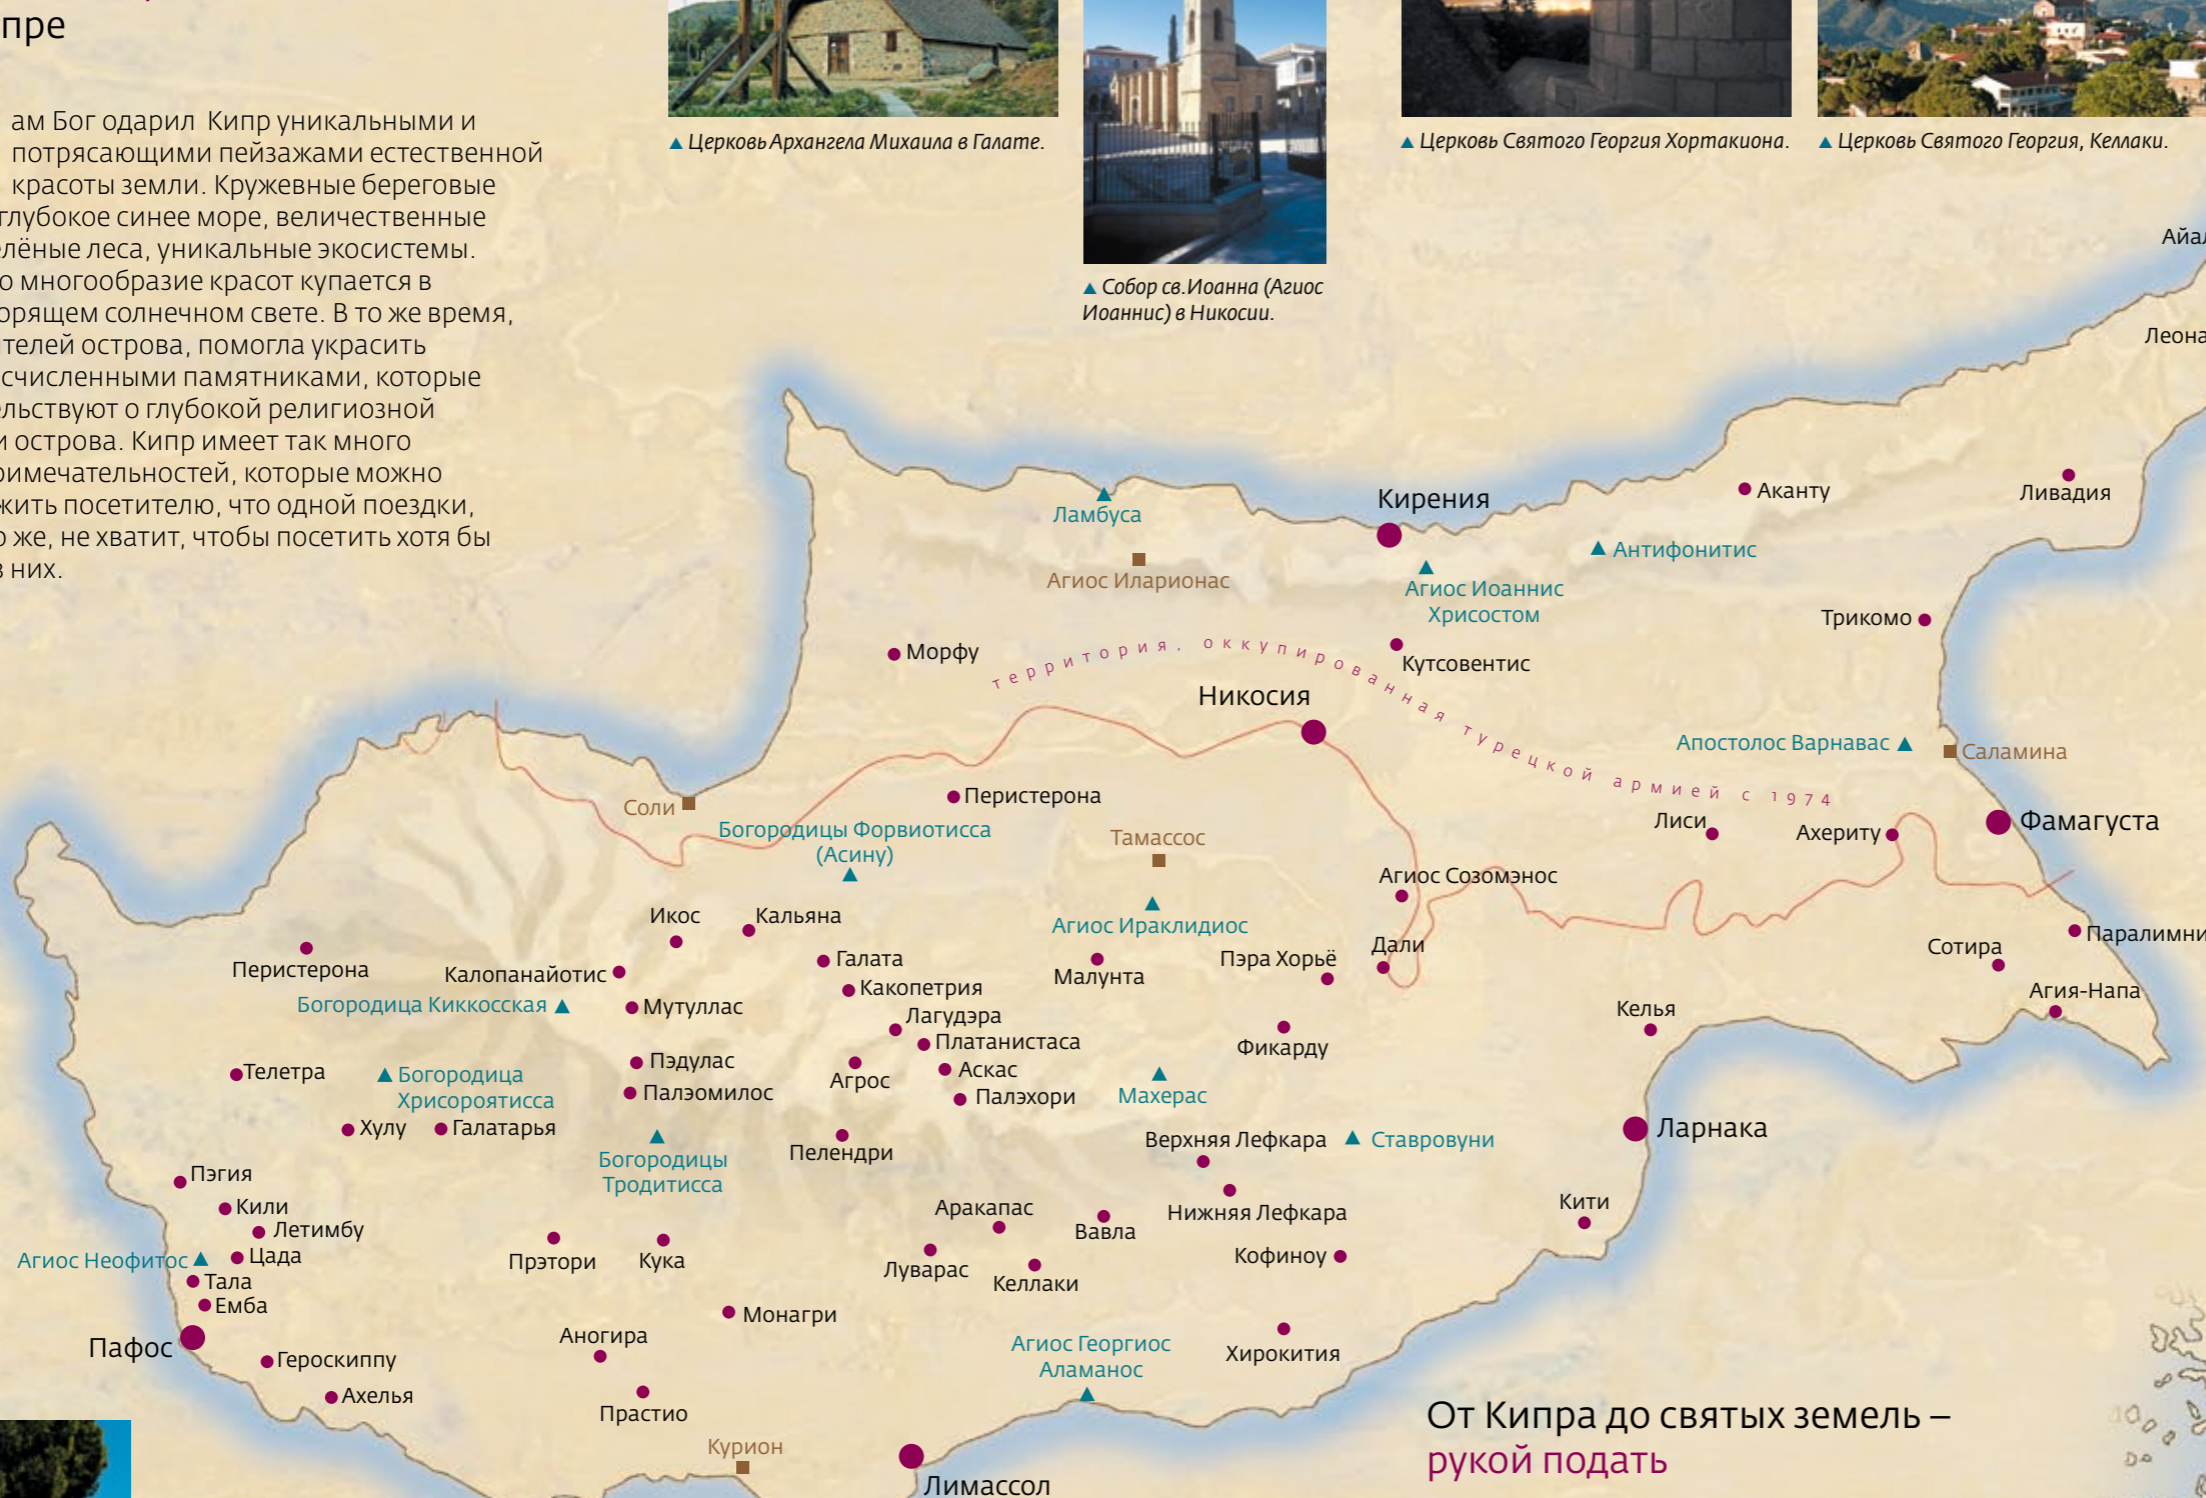 пре
ам Бог одарил Кипр уникальными и
потрясающими пейзажами естественной
красоты земли. Кружевные береговые
глубокое синее море, величественные
елёные леса, уникальные экосистемы.
о многообразие красот купается в
орящем солнечном свете. В то же время,
ителей острова, помогла украсить
счисленными памятниками, которые
ельствуют о глубокой религиозной
и острова. Кипр имеет так много
римечательностей, которые можно
жить посетителю, что одной поездки,
о же, не хватит, чтобы посетить хотя бы
в них.
▲ Церковь Архангела Михаила в Галате.
▲ Собор св.Иоанна (Агиос
Иоаннис) в Никосии.
▲ Церковь Святого Георгия Хортакиона.
▲ Церковь Святого Георгия, Келлаки.
Айал
Леона
Ламбуса
Кирения
Аканту
Ливадия
Агиос Иларионас
Антифонитис
Агиос Иоаннис
Хрисостом
Трикомо
Морфу
Кутсовентис
территория, оккупированная турецкой армией с 1974
Никосия
Апостолос Варнавас
Саламина
Соли
Перистерона
Богородицы Форвиотисса
(Асину)
Тамассос
Лиси
Ахериту
Фамагуста
Агиос Созомэнос
Икос
Кальяна
Агиос Ираклидиос
Паралимни
Перистерона
Калопанайотис
Галата
Малунта
Пэра Хорьё
Дали
Сотира
Богородица Киккосская
Мутуллас
Какопетрия
Агия-Напа
Лагудэра
Келья
Платанистаса
Фикарду
Телетра
Богородица
Хрисороятисса
Пэдулас
Агрос
Аскас
Палэомилос
Палэхори
Махерас
Хулу
Галатарья
Ларнака
Богородицы
Тродитисса
Пелендри
Верхняя Лефкара
Ставровуни
Пэгия
Кили
Летимбу
Аракапас
Вавла
Нижняя Лефкара
Кити
Агиос Неофитос
Цада
Прэтори
Кука
Луварас
Келлаки
Кофиноу
Тала
Емба
Монагри
Пафос
Аногира
Агиос Георгиос
Аламанос
Хирокития
Героскиппу
Ахелья
Прастио
Курион
Лимассол
От Кипра до святых земель –
рукой подать